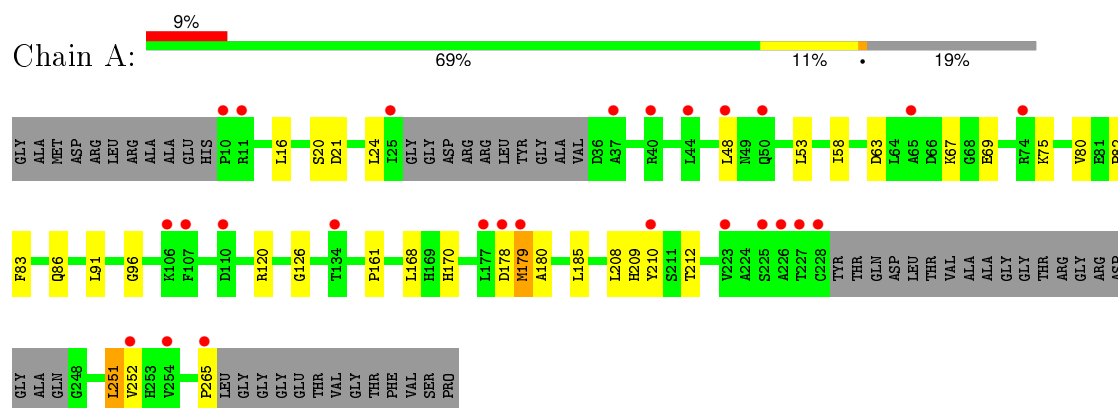 9%
Chain A:
69% 11% • 19%
GLY ALA MET ASP ARG LEU ARG ALA ALA GLU HIS P10 R11 L16 S20 D21 L24 I25 GLY GLY ASP ARG ARG LEU TYR GLY ALA VAL D36 A37 R40 L44 L48 N49 Q50 L53 I58 D63 L64 A65 D66 K67 G68 E69 R74 K75 V80 E81
F83 Q86 L91 G96 K106 F107 D110 R120 G126 T134 P161 L168 H169 H170 L177 D178 M179 A180 L185 L208 H209 Y210 S211 T212 V223 A224 S225 A226 T227 C228 TYR THR GLN ASP LEU THR VAL ALA ALA GLY GLY THR ARG GLY ARG ASP
GLY ALA GLN G248 L251 V252 H253 V254 P265 LEU GLY GLY GLY GLU THR VAL GLY THR PHE VAL SER PRO